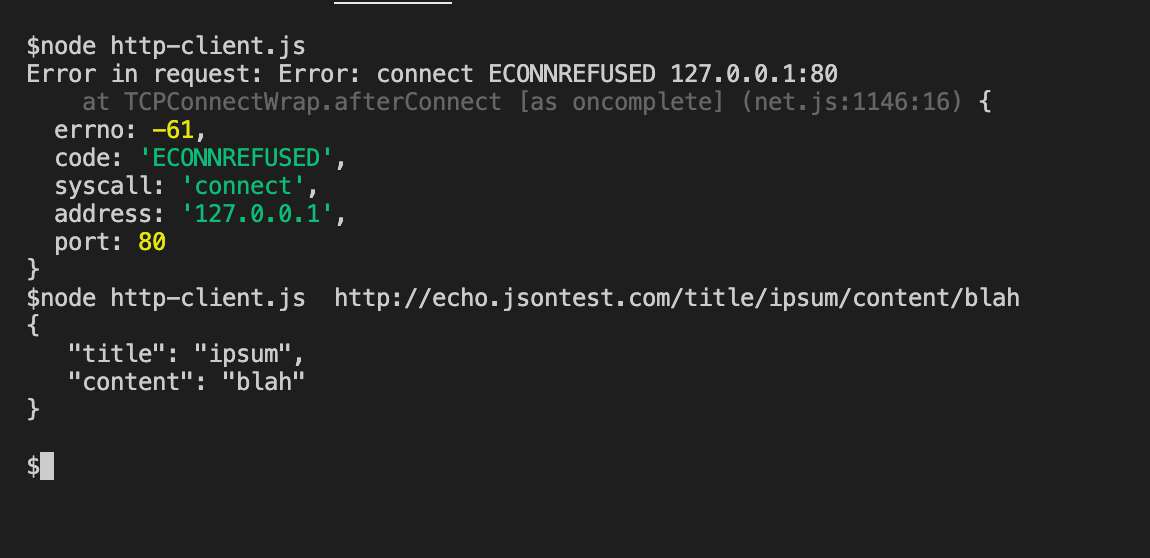 $node http-client.js
Error in request: Error: connect ECONNREFUSED 127.0.0.1:80
    at TCPConnectWrap.afterConnect [as oncomplete] (net.js:1146:16) {
  errno: -61,
  code: 'ECONNREFUSED',
  syscall: 'connect',
  address: '127.0.0.1',
  port: 80
}
$node http-client.js  http://echo.jsontest.com/title/ipsum/content/blah
{
   "title": "ipsum",
   "content": "blah"
}
$